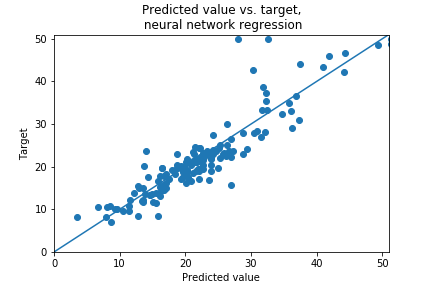 Predicted value vs. target,
neural network regression
50
40
30
20
10
0
Target
0 10 20 30 40 50
Predicted value